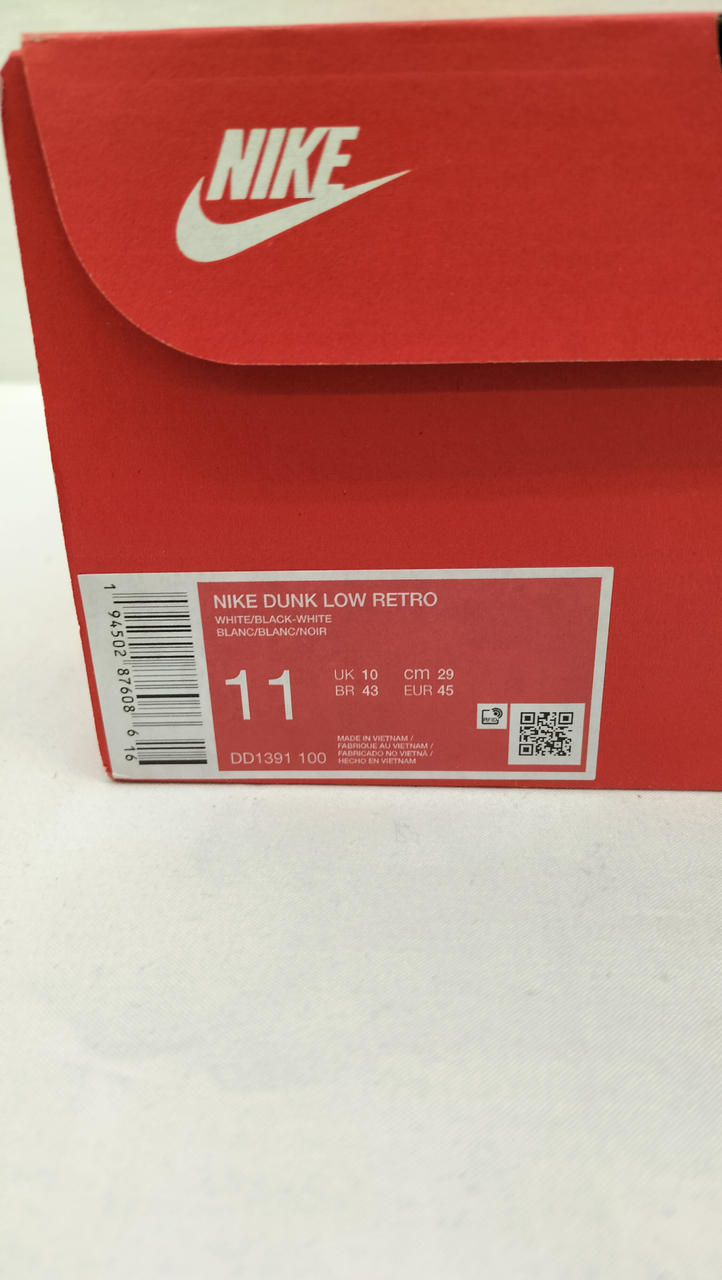 NIKE
1 94502 87608 6 16
NIKE DUNK LOW RETRO
WHITE/BLACK-WHITE
BLANC/BLANC/NOIR
11
UK 10 cm 29
BR 43 EUR 45
RFID
DD1391 100
MADE IN VIETNAM /
FABRIQUE AU VIETNAM /
FABRICADO NO VIETNÃ /
HECHO EN VIETNAM